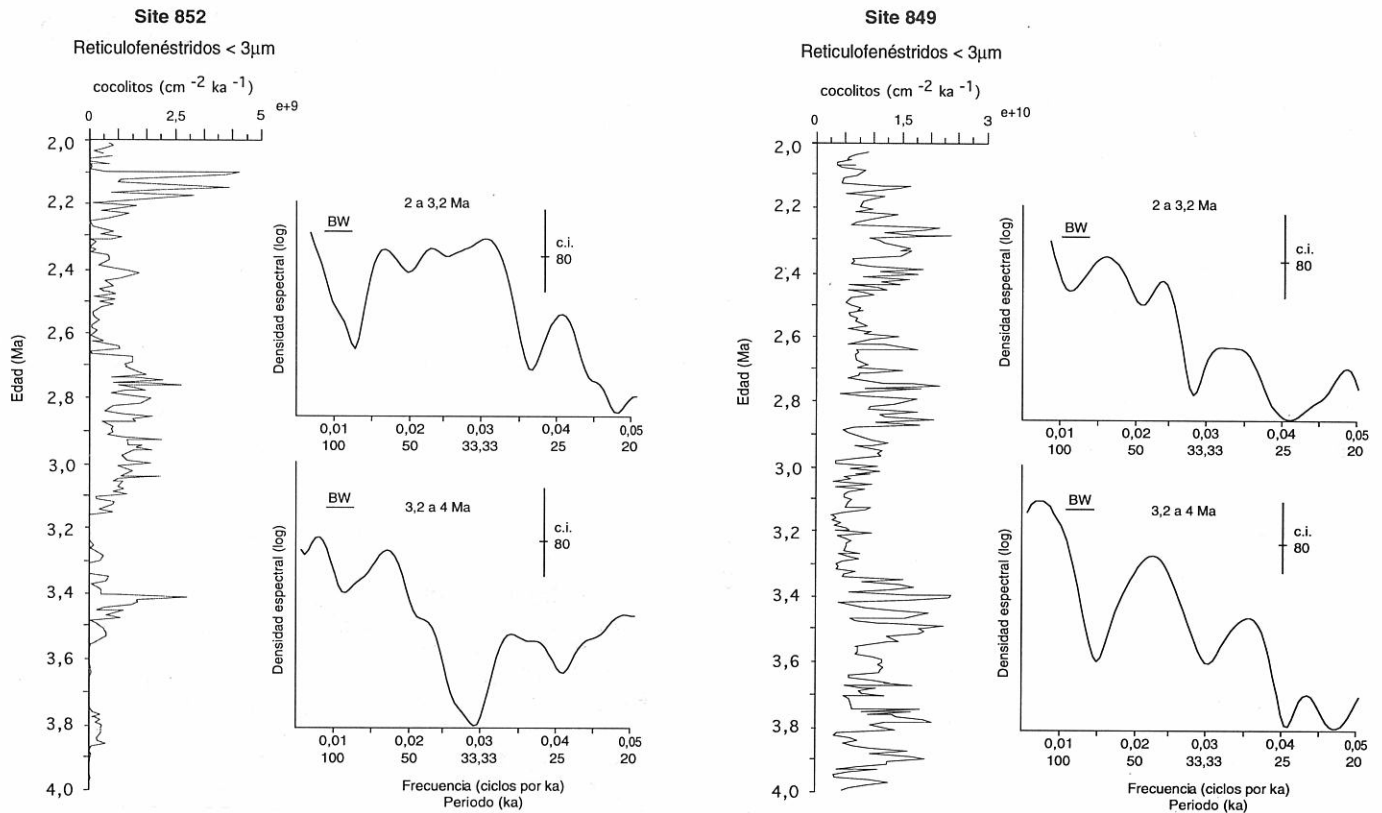 Site 852
Reticulofenéstridos < 3μm
cocolitos (cm -2 ka -1)
0 2,5 5 e+9
Edad (Ma)
2,0
2,2
2,4
2,6
2,8
3,0
3,2
3,4
3,6
3,8
4,0
2 a 3,2 Ma
BW
c.i.
80
Densidad espectral (log)
0,01 0,02 0,03 0,04 0,05
100 50 33,33 25 20
BW
3,2 a 4 Ma
c.i.
80
Densidad espectral (log)
0,01 0,02 0,03 0,04 0,05
100 50 33,33 25 20
Frecuencia (ciclos por ka)
Periodo (ka)
Site 849
Reticulofenéstridos < 3μm
cocolitos (cm -2 ka -1)
0 1,5 3 e+10
Edad (Ma)
2,0
2,2
2,4
2,6
2,8
3,0
3,2
3,4
3,6
3,8
4,0
2 a 3,2 Ma
BW
c.i.
80
Densidad espectral (log)
0,01 0,02 0,03 0,04 0,05
100 50 33,33 25 20
BW
3,2 a 4 Ma
c.i.
80
Densidad espectral (log)
0,01 0,02 0,03 0,04 0,05
100 50 33,33 25 20
Frecuencia (ciclos por ka)
Periodo (ka)